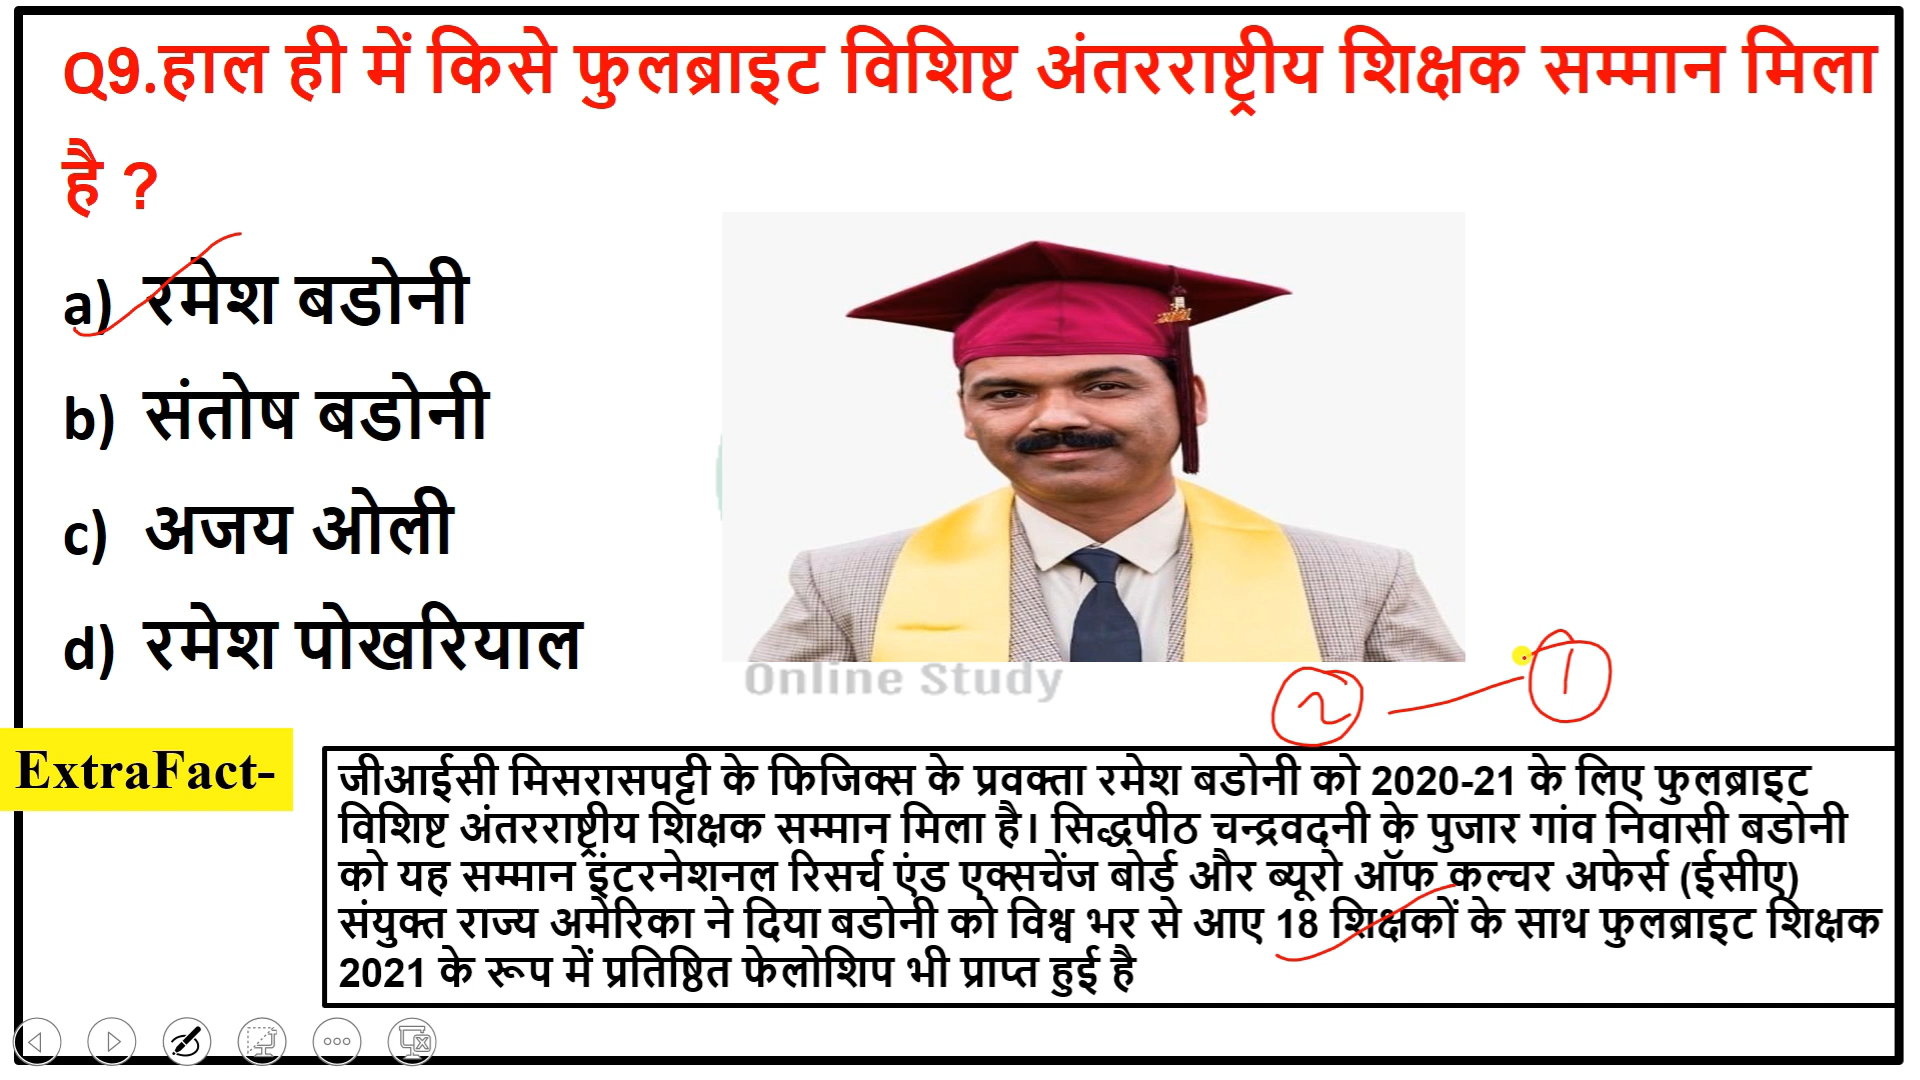 Q9.हाल ही में किसे फुलब्राइट विशिष्ट अंतरराष्ट्रीय शिक्षक सम्मान मिला
है ?
a) रमेश बडोनी
b) संतोष बडोनी
c) अजय ओली
d) रमेश पोखरियाल
Online Study
2 — 1
ExtraFact-
जीआईसी मिसरासपट्टी के फिजिक्स के प्रवक्ता रमेश बडोनी को 2020-21 के लिए फुलब्राइट
विशिष्ट अंतरराष्ट्रीय शिक्षक सम्मान मिला है। सिद्धपीठ चन्द्रवदनी के पुजार गांव निवासी बडोनी
को यह सम्मान इंटरनेशनल रिसर्च एंड एक्सचेंज बोर्ड और ब्यूरो ऑफ कल्चर अफेर्स (ईसीए)
संयुक्त राज्य अमेरिका ने दिया बडोनी को विश्व भर से आए 18 शिक्षकों के साथ फुलब्राइट शिक्षक
2021 के रूप में प्रतिष्ठित फेलोशिप भी प्राप्त हुई है